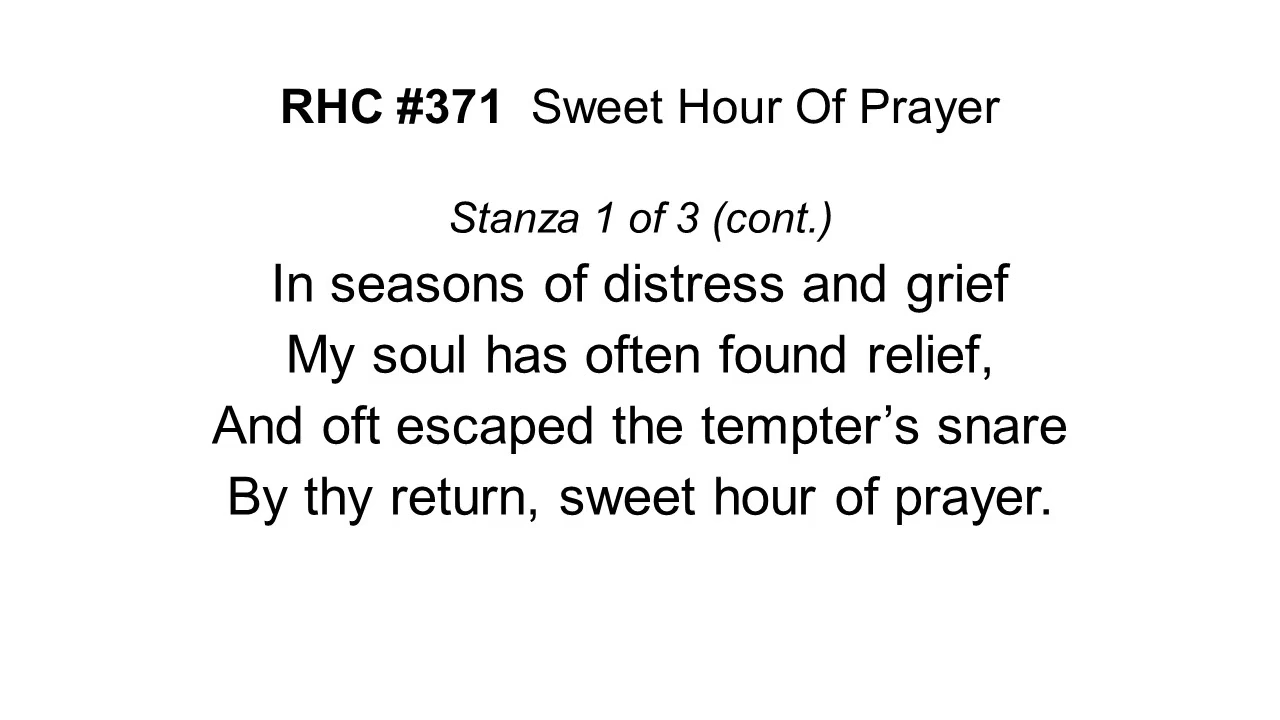 RHC #371 Sweet Hour Of Prayer
Stanza 1 of 3 (cont.)
In seasons of distress and grief
My soul has often found relief,
And oft escaped the tempter’s snare
By thy return, sweet hour of prayer.